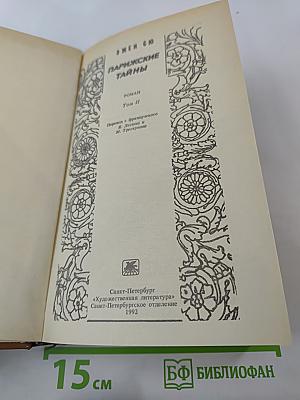 ЭЖЕН СЮ
ПАРИЖСКИЕ
ТАЙНЫ
РОМАН
Том II
Перевод с французского
Я. Лесюка и
М. Трескунова
Санкт-Петербург
«Художественная литература»
Санкт-Петербургское отделение
1992
15 см
БФ БИБЛИОФАН